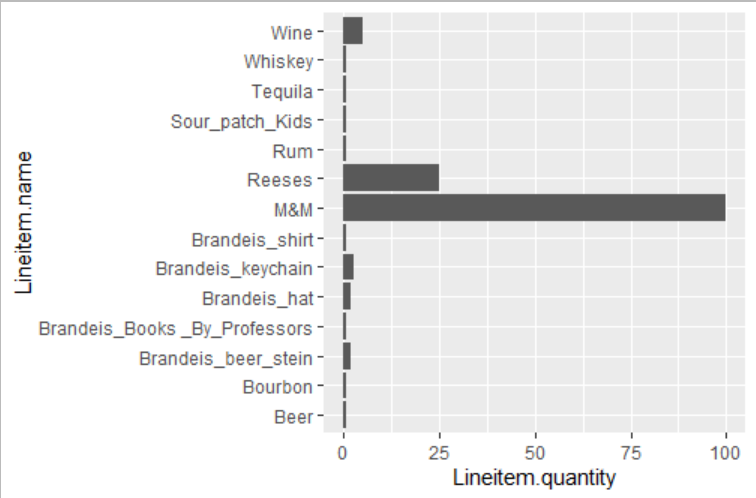 Wine
Whiskey
Tequila
Sour_patch_Kids
Rum
Reeses
M&M
Brandeis_shirt
Brandeis_keychain
Brandeis_hat
Brandeis_Books _By_Professors
Brandeis_beer_stein
Bourbon
Beer
Lineitem.name
0 25 50 75 100
Lineitem.quantity